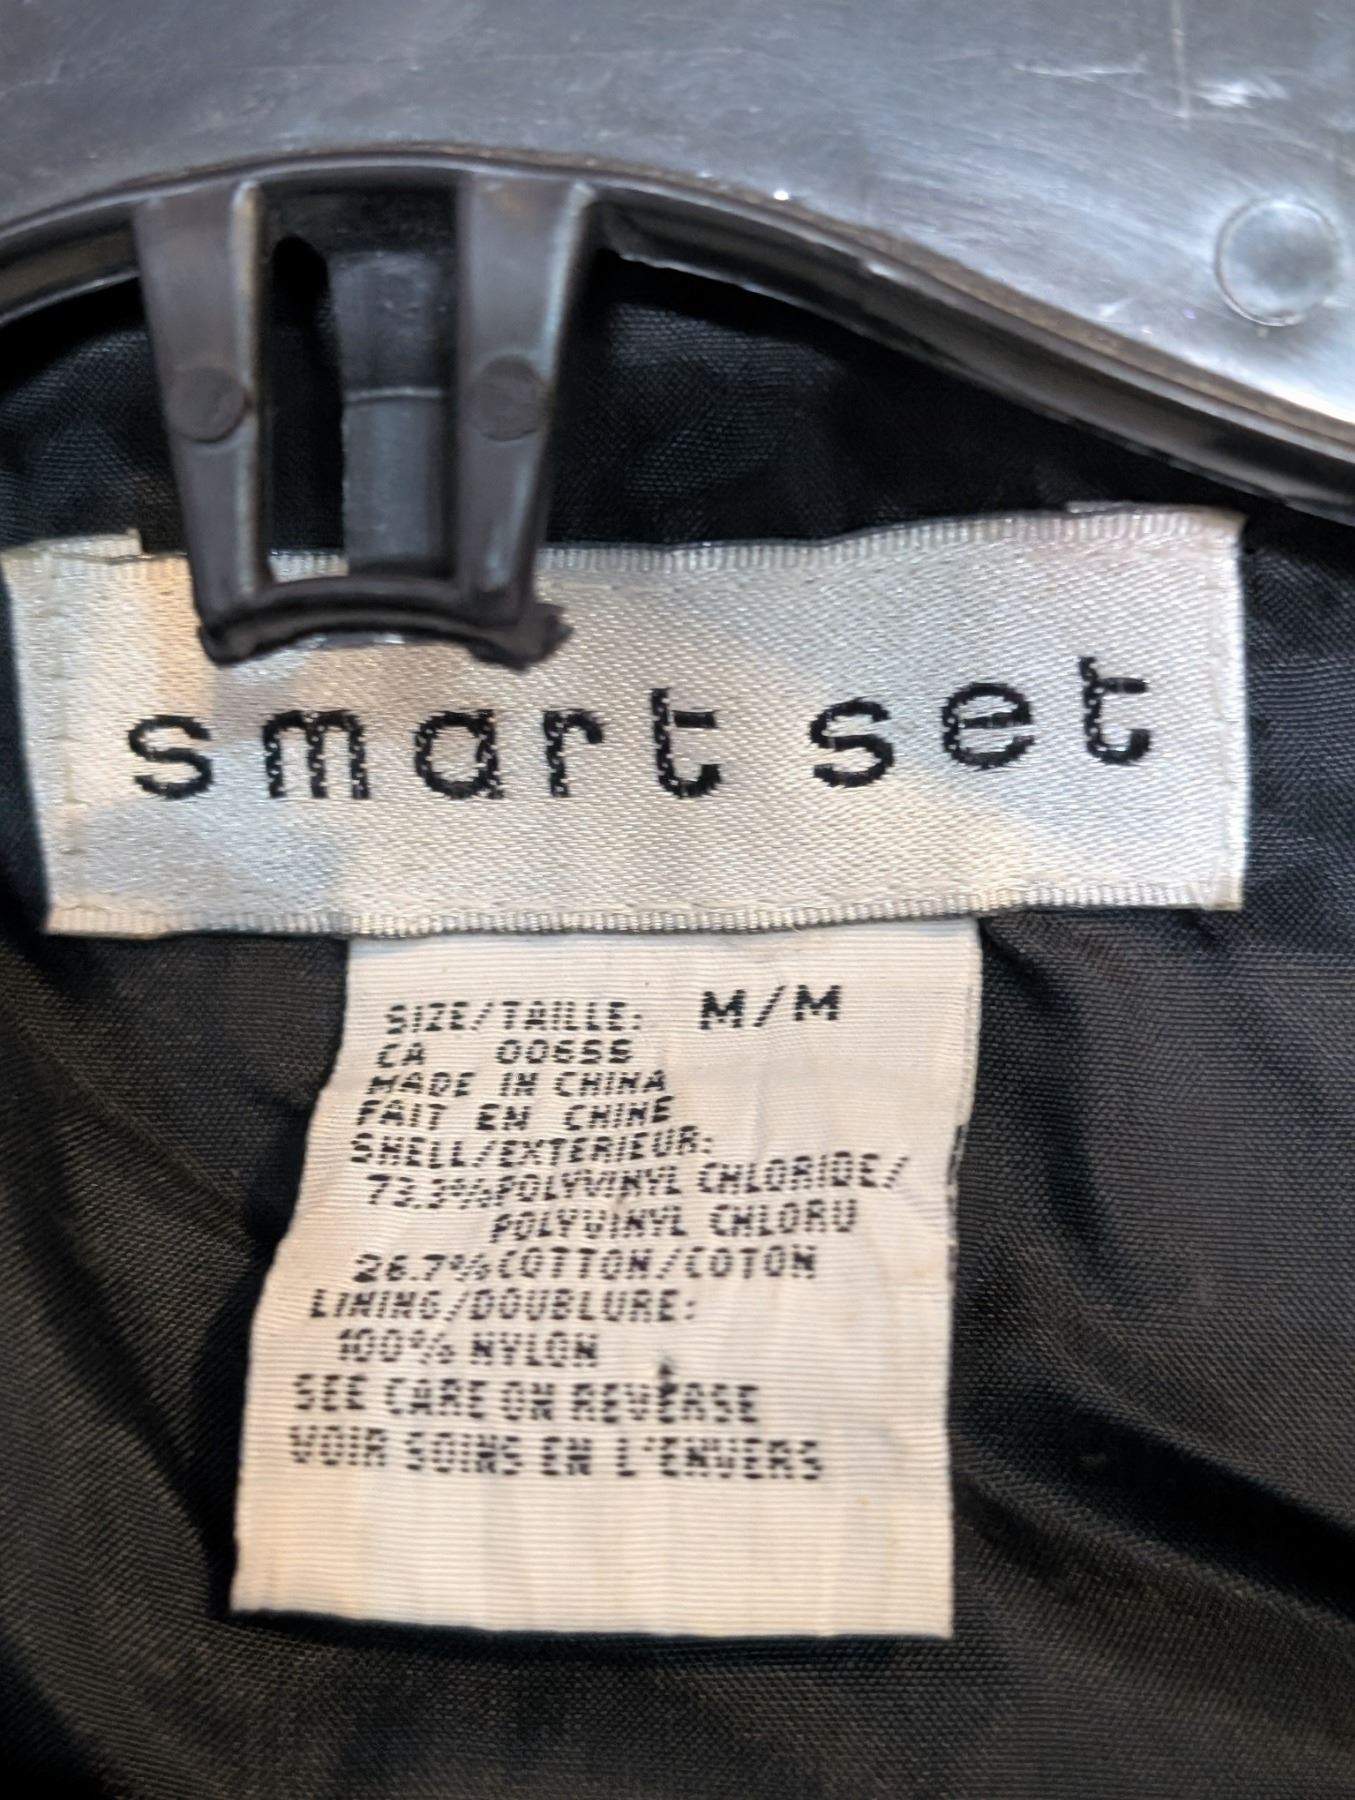 smart set
SIZE/TAILLE: M/M
CA 00655
MADE IN CHINA
FAIT EN CHINE
SHELL/EXTERIEUR:
73.3%POLYVINYL CHLORIDE/
POLYVINYL CHLORU
26.7%COTTON/COTON
LINING/DOUBLURE:
100% NYLON
SEE CARE ON REVERSE
VOIR SOINS EN L'ENVERS